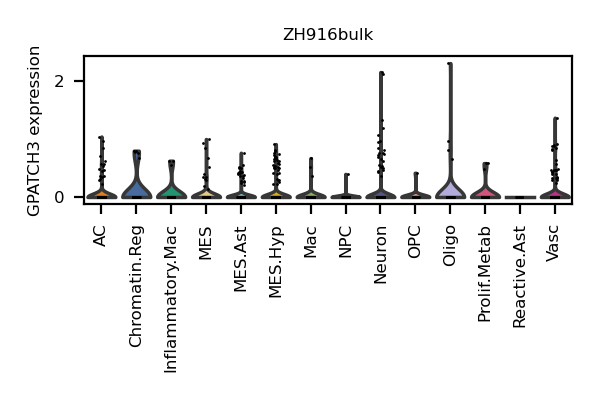 ZH916bulk
GPATCH3 expression
2
0
AC
Chromatin.Reg
Inflammatory.Mac
MES
MES.Ast
MES.Hyp
Mac
NPC
Neuron
OPC
Oligo
Prolif.Metab
Reactive.Ast
Vasc